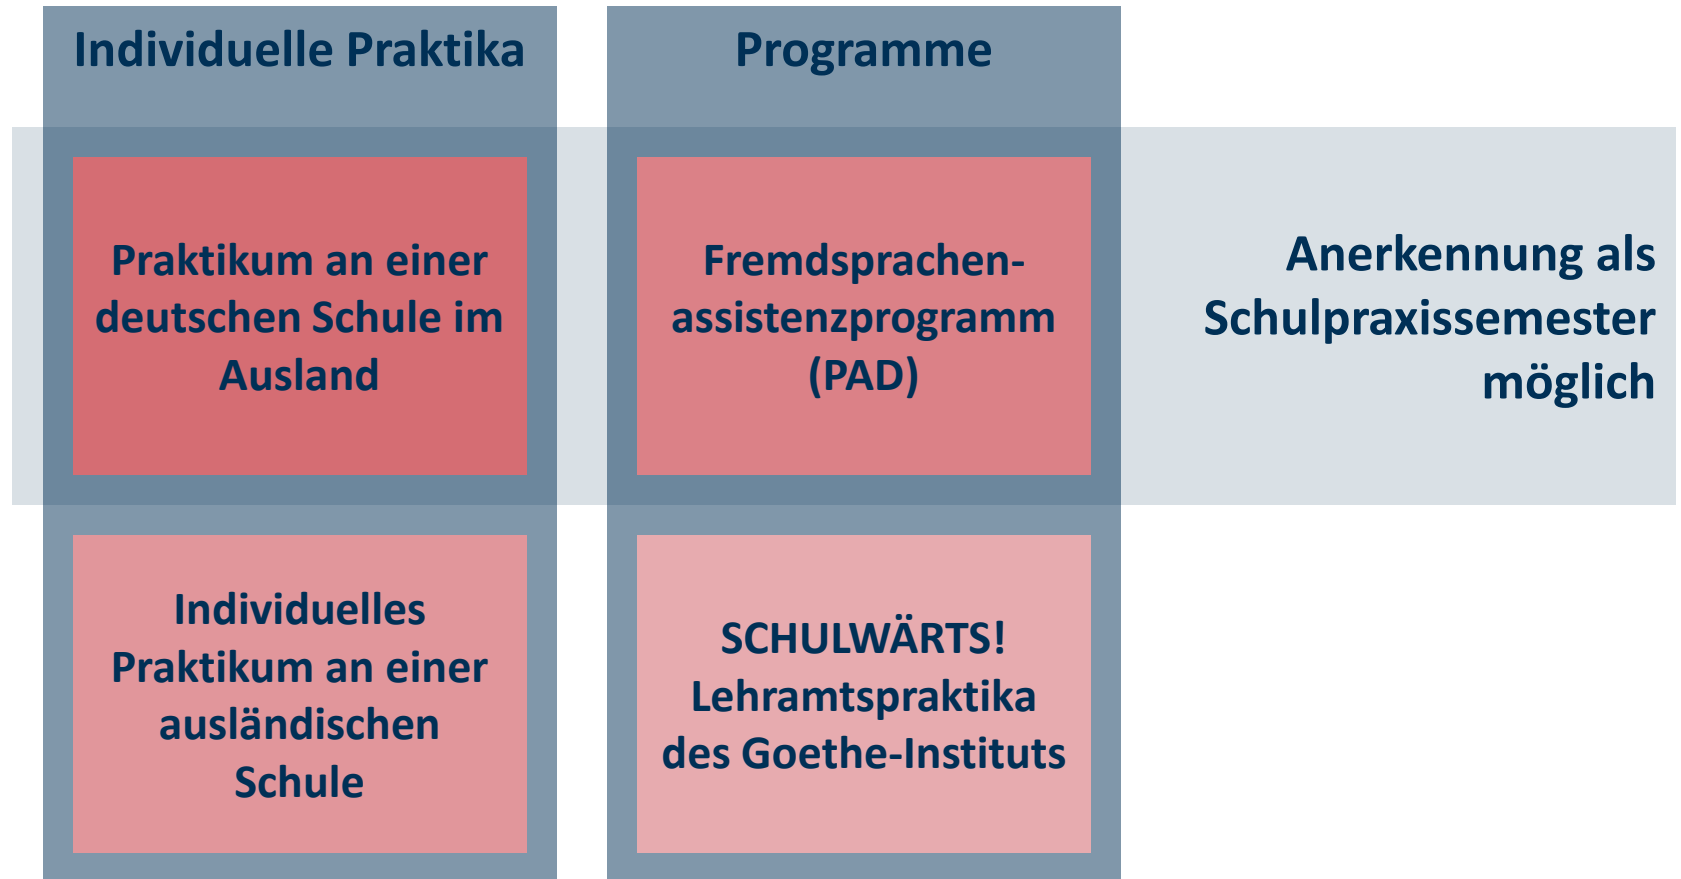 Individuelle Praktika
Programme
Praktikum an einer
deutschen Schule im
Ausland
Fremdsprachen-
assistenzprogramm
(PAD)
Anerkennung als
Schulpraxissemester
möglich
Individuelles
Praktikum an einer
ausländischen
Schule
SCHULWÄRTS!
Lehramtspraktika
des Goethe-Instituts